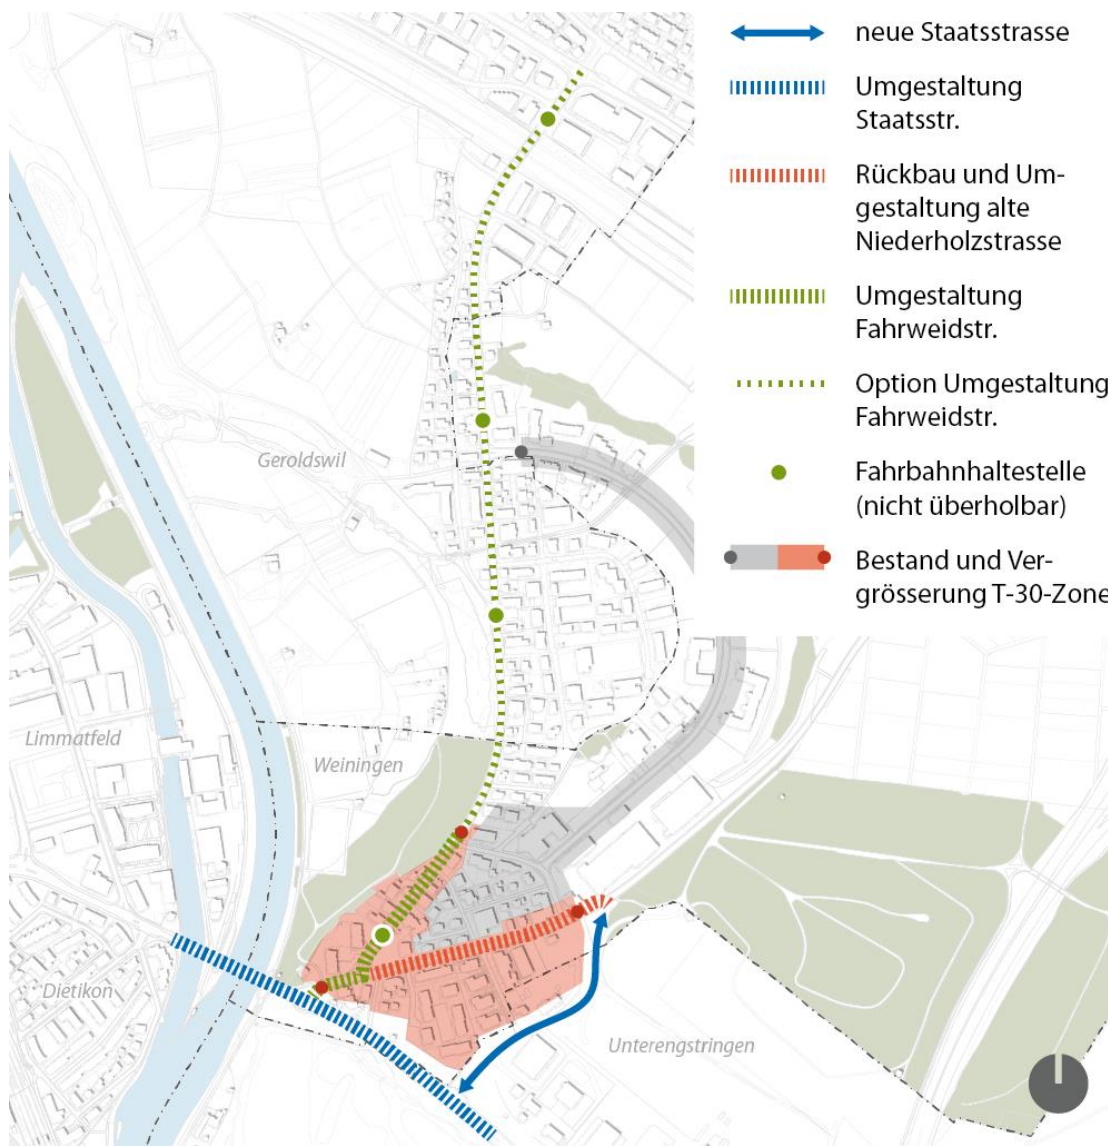 neue Staatsstrasse
Umgestaltung
Staatsstr.
Rückbau und Um-
gestaltung alte
Niederholzstrasse
Umgestaltung
Fahrweidstr.
Option Umgestaltung
Fahrweidstr.
Fahrbahnhaltestelle
(nicht überholbar)
Bestand und Ver-
grösserung T-30-Zone
Geroldswil
Limmatfeld
Weiningen
Dietikon
Unterengstringen